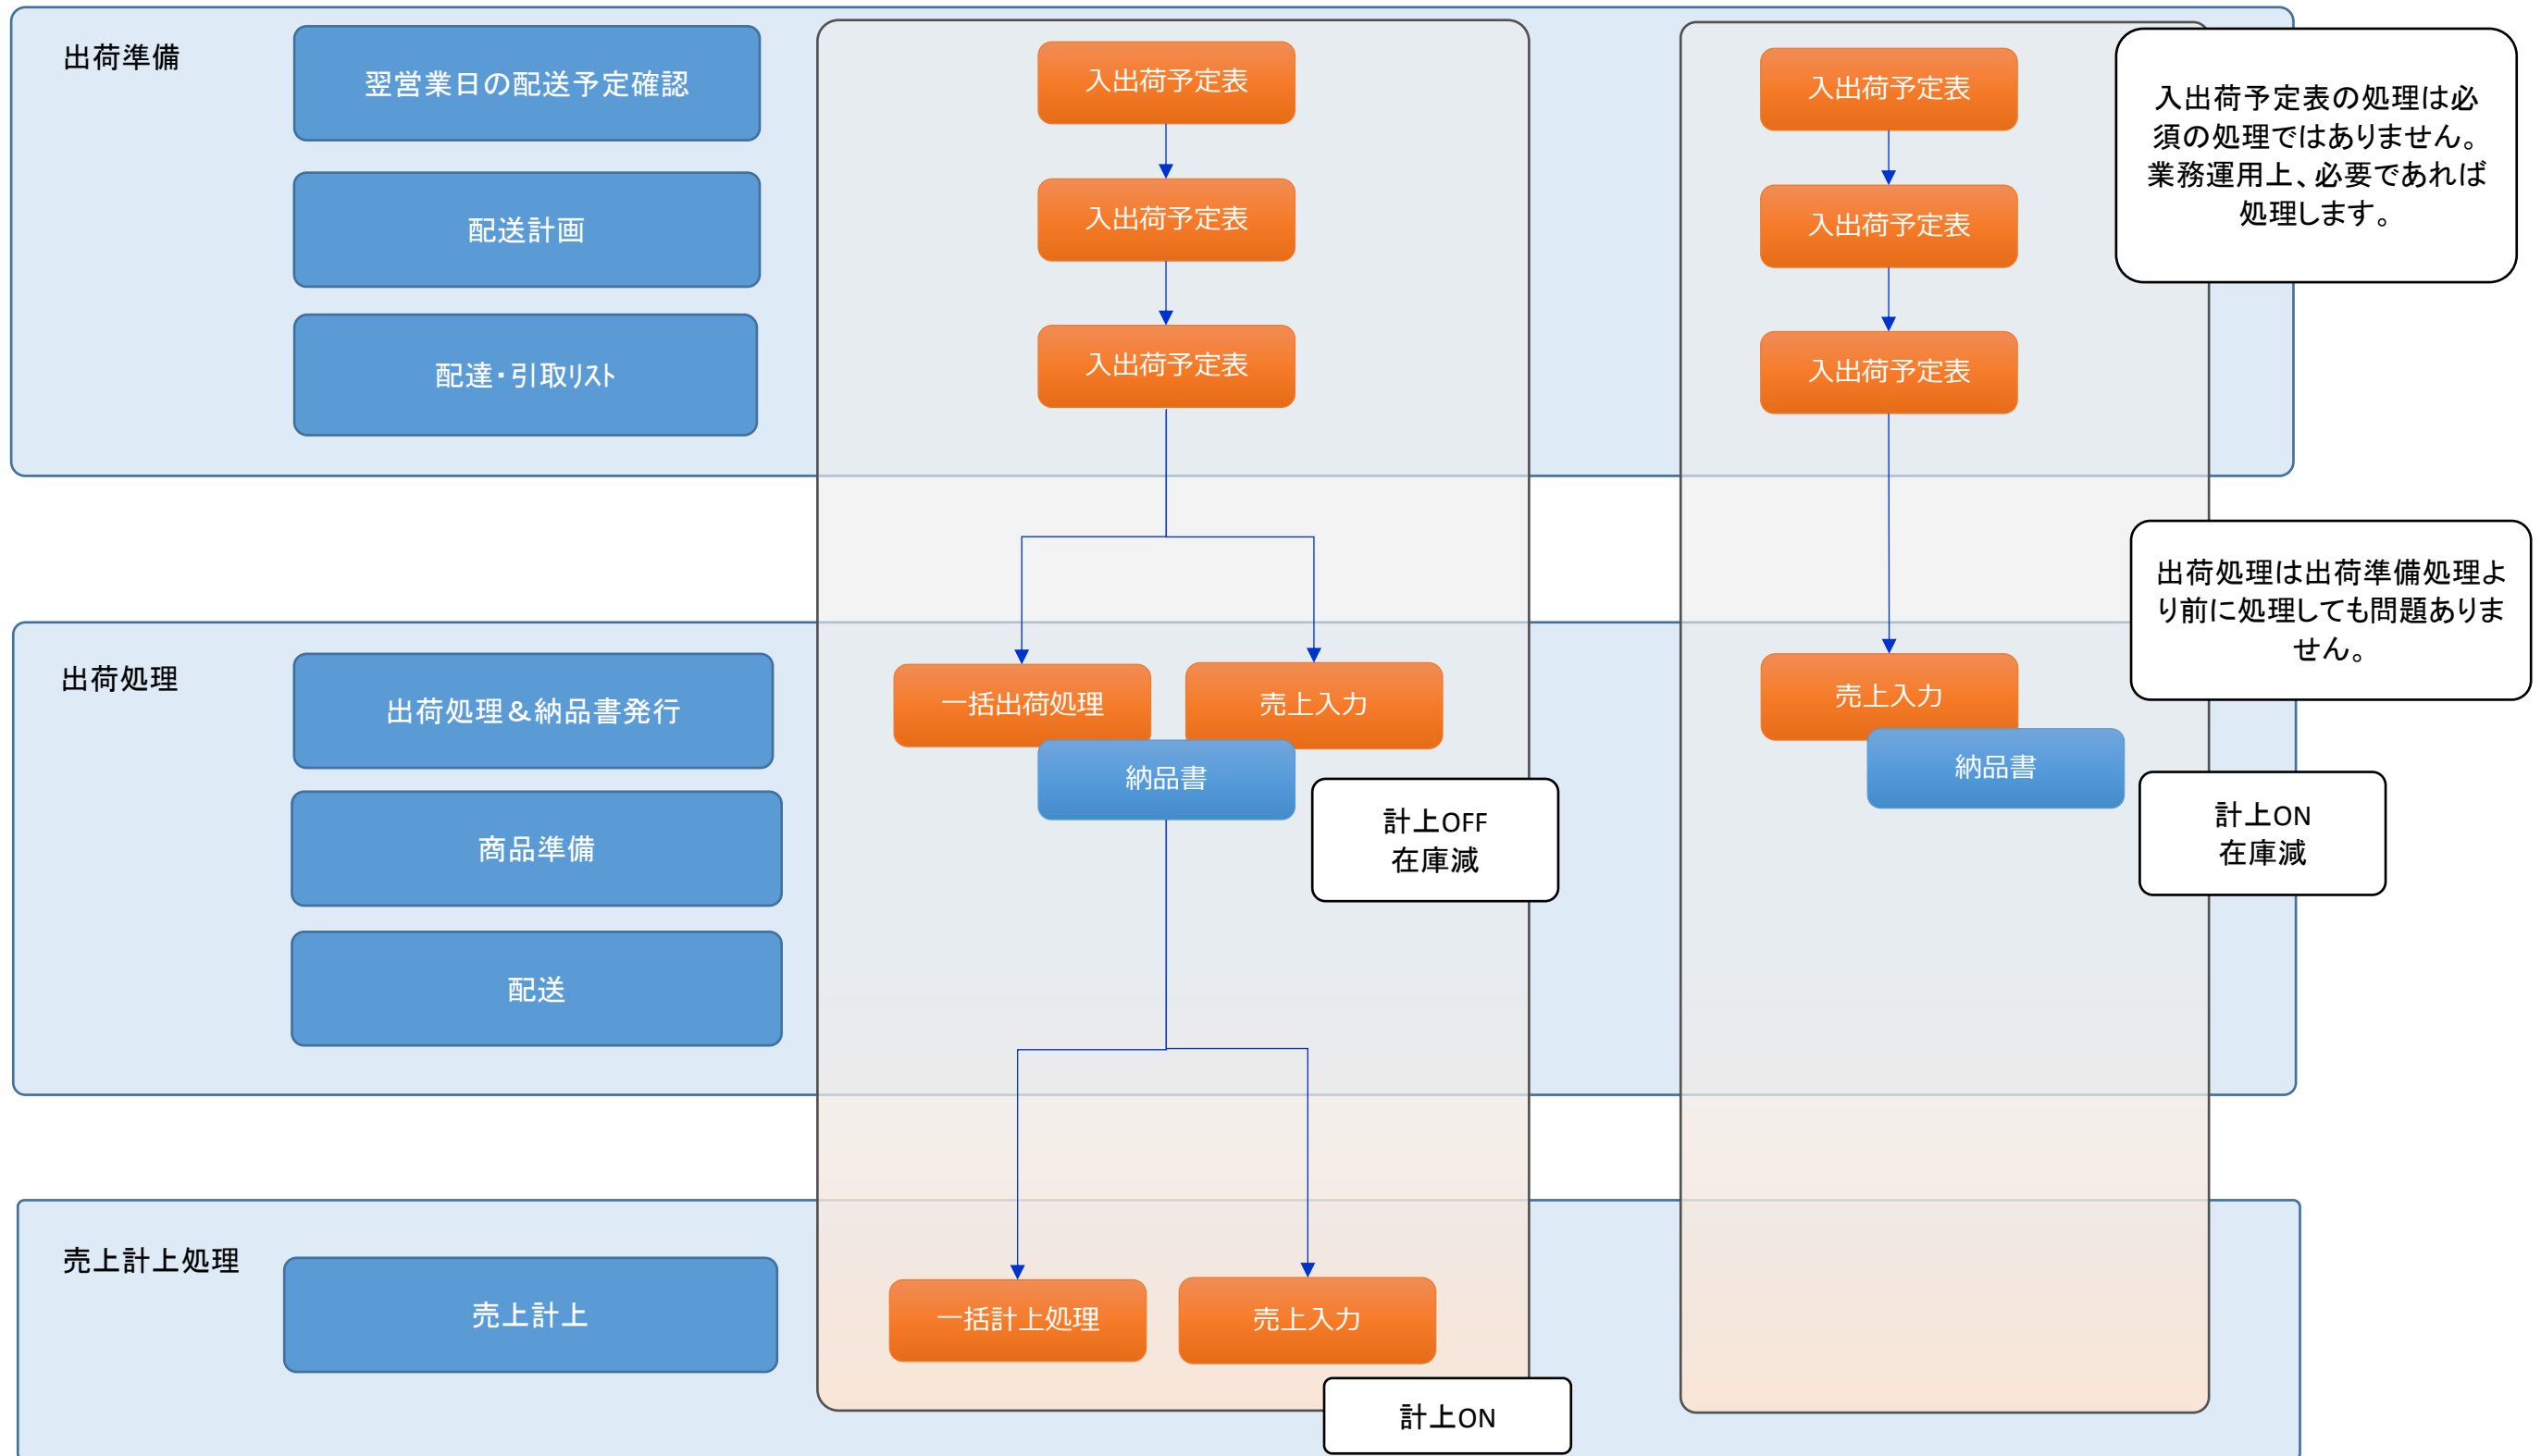 出荷準備
翌営業日の配送予定確認
入出荷予定表
入出荷予定表
入出荷予定表の処理は必
須の処理ではありません。
業務運用上、必要であれば
処理します。
配送計画
入出荷予定表
入出荷予定表
配達・引取リスト
入出荷予定表
入出荷予定表
出荷処理は出荷準備処理よ
り前に処理しても問題ありま
せん。
出荷処理
出荷処理＆納品書発行
一括出荷処理
売上入力
売上入力
納品書
納品書
計上OFF
在庫減
計上ON
在庫減
商品準備
配送
売上計上処理
売上計上
一括計上処理
売上入力
計上ON